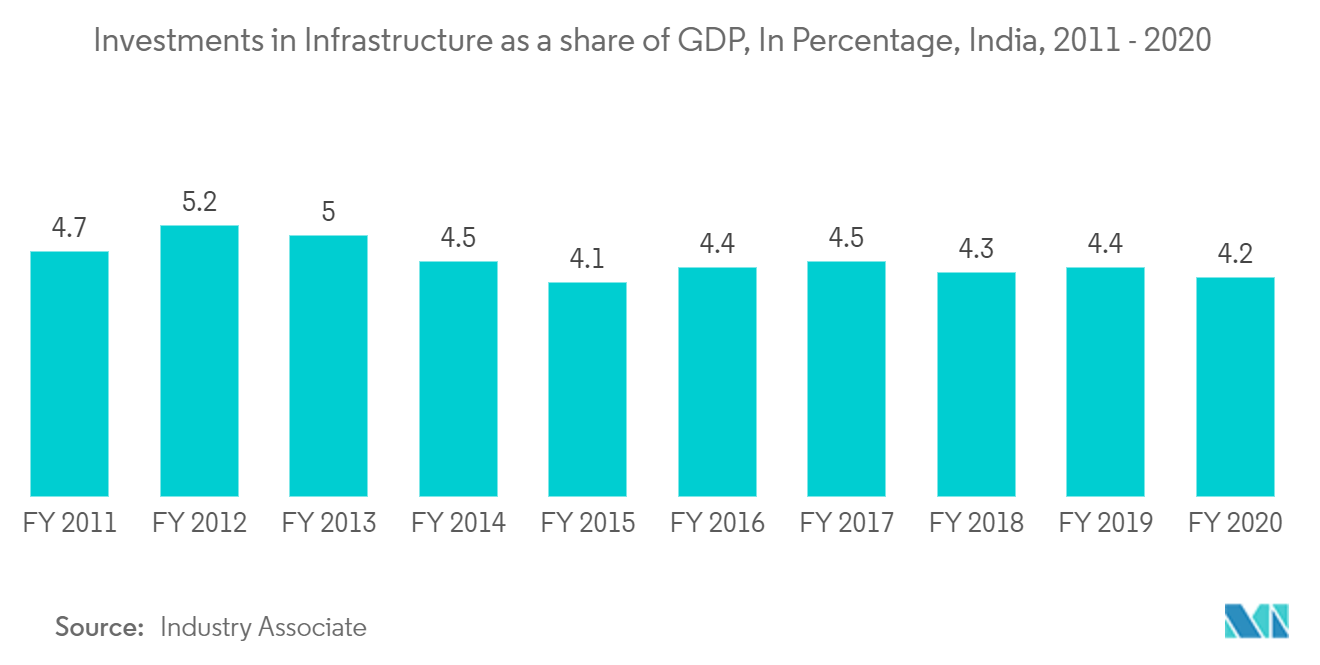 Investments in Infrastructure as a share of GDP, In Percentage, India, 2011 - 2020
4.7
5.2
5
4.5
4.1
4.4
4.5
4.3
4.4
4.2
FY 2011
FY 2012
FY 2013
FY 2014
FY 2015
FY 2016
FY 2017
FY 2018
FY 2019
FY 2020
Source: Industry Associate